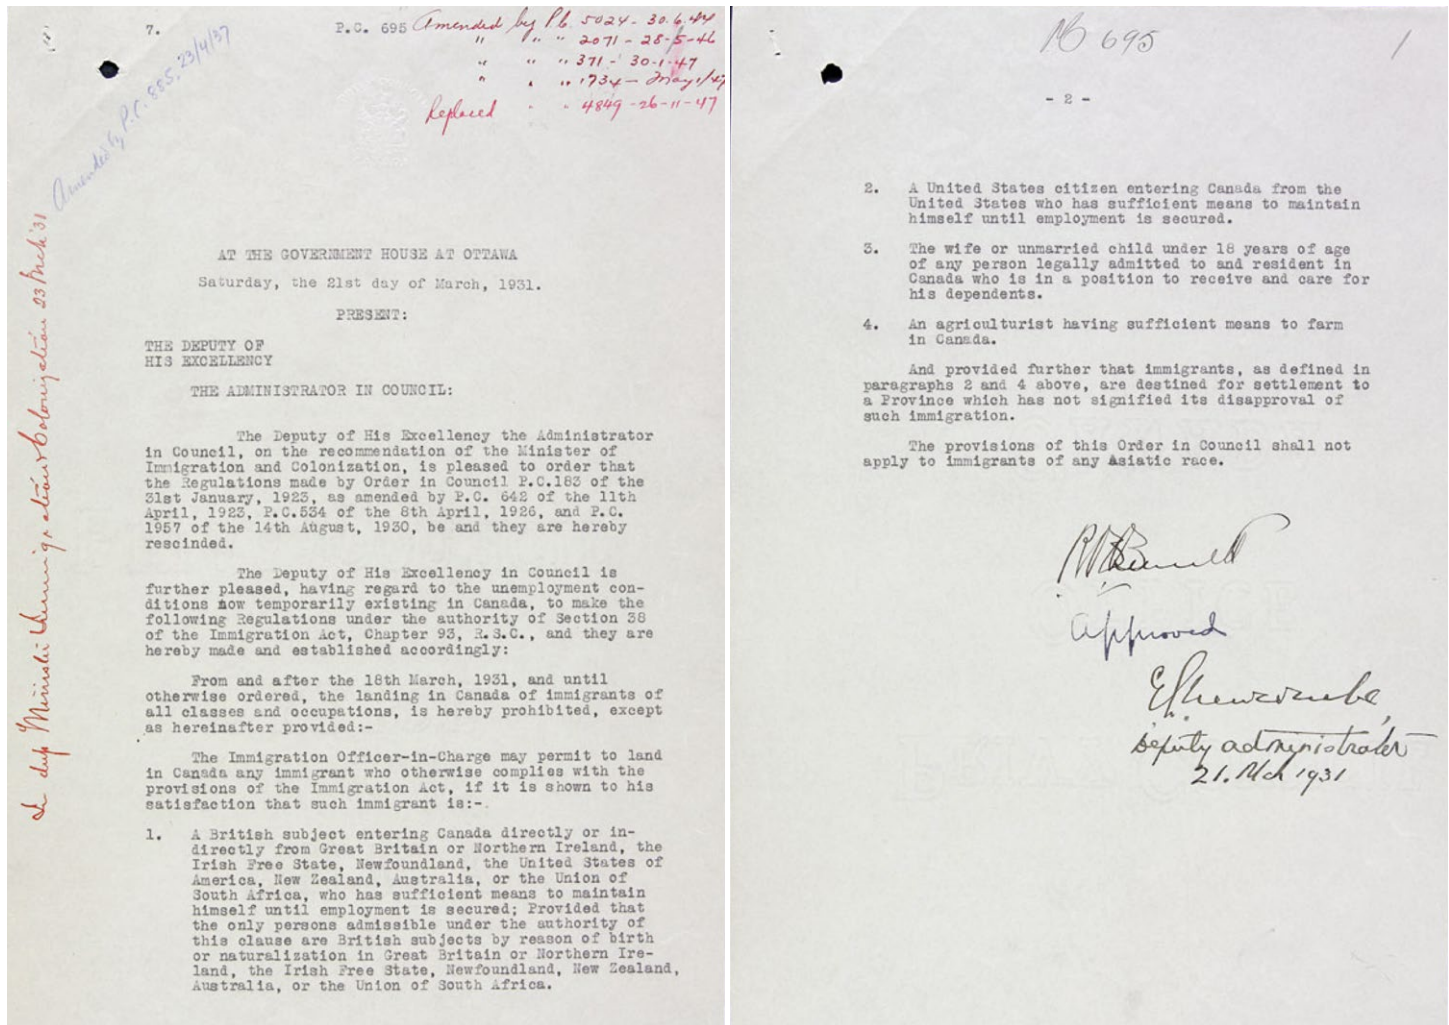 7.
P.C. 695
Amended by P.C. 5024 - 30.6.44
" " " 2071 - 28-5-46
" " " 371 - 30-1-47
" " " 1734 - May 1/47
Replaced " " 4849 - 26-11-47
Amended by P.C. 885, 23/4/37
Minister Immigration & Colonization 23 Mch '31
AT THE GOVERNMENT HOUSE AT OTTAWA
Saturday, the 21st day of March, 1931.
PRESENT:
THE DEPUTY OF
HIS EXCELLENCY
THE ADMINISTRATOR IN COUNCIL:
The Deputy of His Excellency the Administrator
in Council, on the recommendation of the Minister of
Immigration and Colonization, is pleased to order that
the Regulations made by Order in Council P.C.183 of the
31st January, 1923, as amended by P.C. 642 of the 11th
April, 1923, P.C.534 of the 8th April, 1926, and P.C.
1957 of the 14th August, 1930, be and they are hereby
rescinded.
The Deputy of His Excellency in Council is
further pleased, having regard to the unemployment con-
ditions now temporarily existing in Canada, to make the
following Regulations under the authority of Section 38
of the Immigration Act, Chapter 93, R.S.C., and they are
hereby made and established accordingly:
From and after the 18th March, 1931, and until
otherwise ordered, the landing in Canada of immigrants of
all classes and occupations, is hereby prohibited, except
as hereinafter provided:-
The Immigration Officer-in-Charge may permit to land
in Canada any immigrant who otherwise complies with the
provisions of the Immigration Act, if it is shown to his
satisfaction that such immigrant is:-
1. A British subject entering Canada directly or in-
directly from Great Britain or Northern Ireland, the
Irish Free State, Newfoundland, the United States of
America, New Zealand, Australia, or the Union of
South Africa, who has sufficient means to maintain
himself until employment is secured; Provided that
the only persons admissible under the authority of
this clause are British subjects by reason of birth
or naturalization in Great Britain or Northern Ire-
land, the Irish Free State, Newfoundland, New Zealand,
Australia, or the Union of South Africa.
PC 695
- 2 -
2. A United States citizen entering Canada from the
United States who has sufficient means to maintain
himself until employment is secured.
3. The wife or unmarried child under 18 years of age
of any person legally admitted to and resident in
Canada who is in a position to receive and care for
his dependents.
4. An agriculturist having sufficient means to farm
in Canada.
And provided further that immigrants, as defined in
paragraphs 2 and 4 above, are destined for settlement to
a Province which has not signified its disapproval of
such immigration.
The provisions of this Order in Council shall not
apply to immigrants of any Asiatic race.
R B Bennett
Approved
Deputy administrator
21. Mch 1931